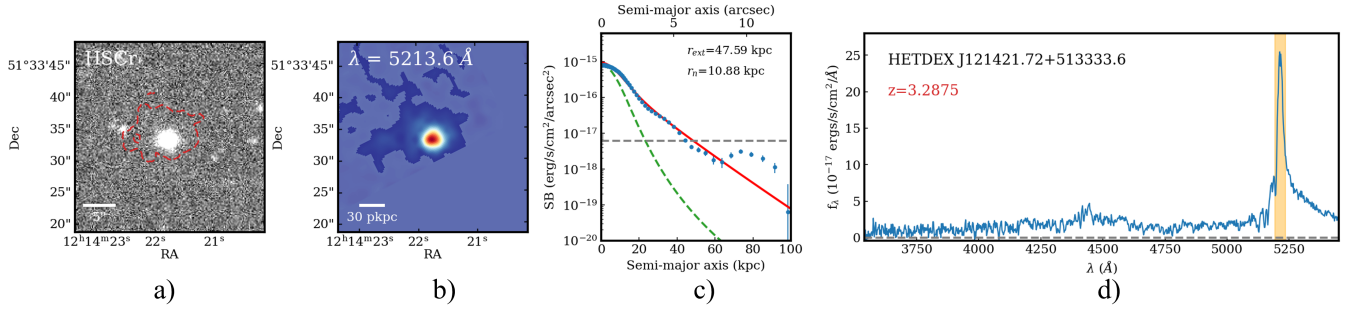 HSCr
51°33'45"
40"
35"
30"
25"
20"
Dec
5"
12ʰ14ᵐ23ˢ 22ˢ 21ˢ
RA
a)
λ = 5213.6 Å
51°33'45"
40"
35"
30"
25"
20"
Dec
30 pkpc
12ʰ14ᵐ23ˢ 22ˢ 21ˢ
RA
b)
Semi-major axis (arcsec)
0 5 10
r_ext=47.59 kpc
r_n=10.88 kpc
10⁻¹⁵
10⁻¹⁶
10⁻¹⁷
10⁻¹⁸
10⁻¹⁹
10⁻²⁰
SB (erg/s/cm²/arcsec²)
0 20 40 60 80 100
Semi-major axis (kpc)
c)
HETDEX J121421.72+513333.6
z=3.2875
25
20
15
10
5
0
f_λ (10⁻¹⁷ ergs/s/cm²/Å)
3750 4000 4250 4500 4750 5000 5250
λ (Å)
d)